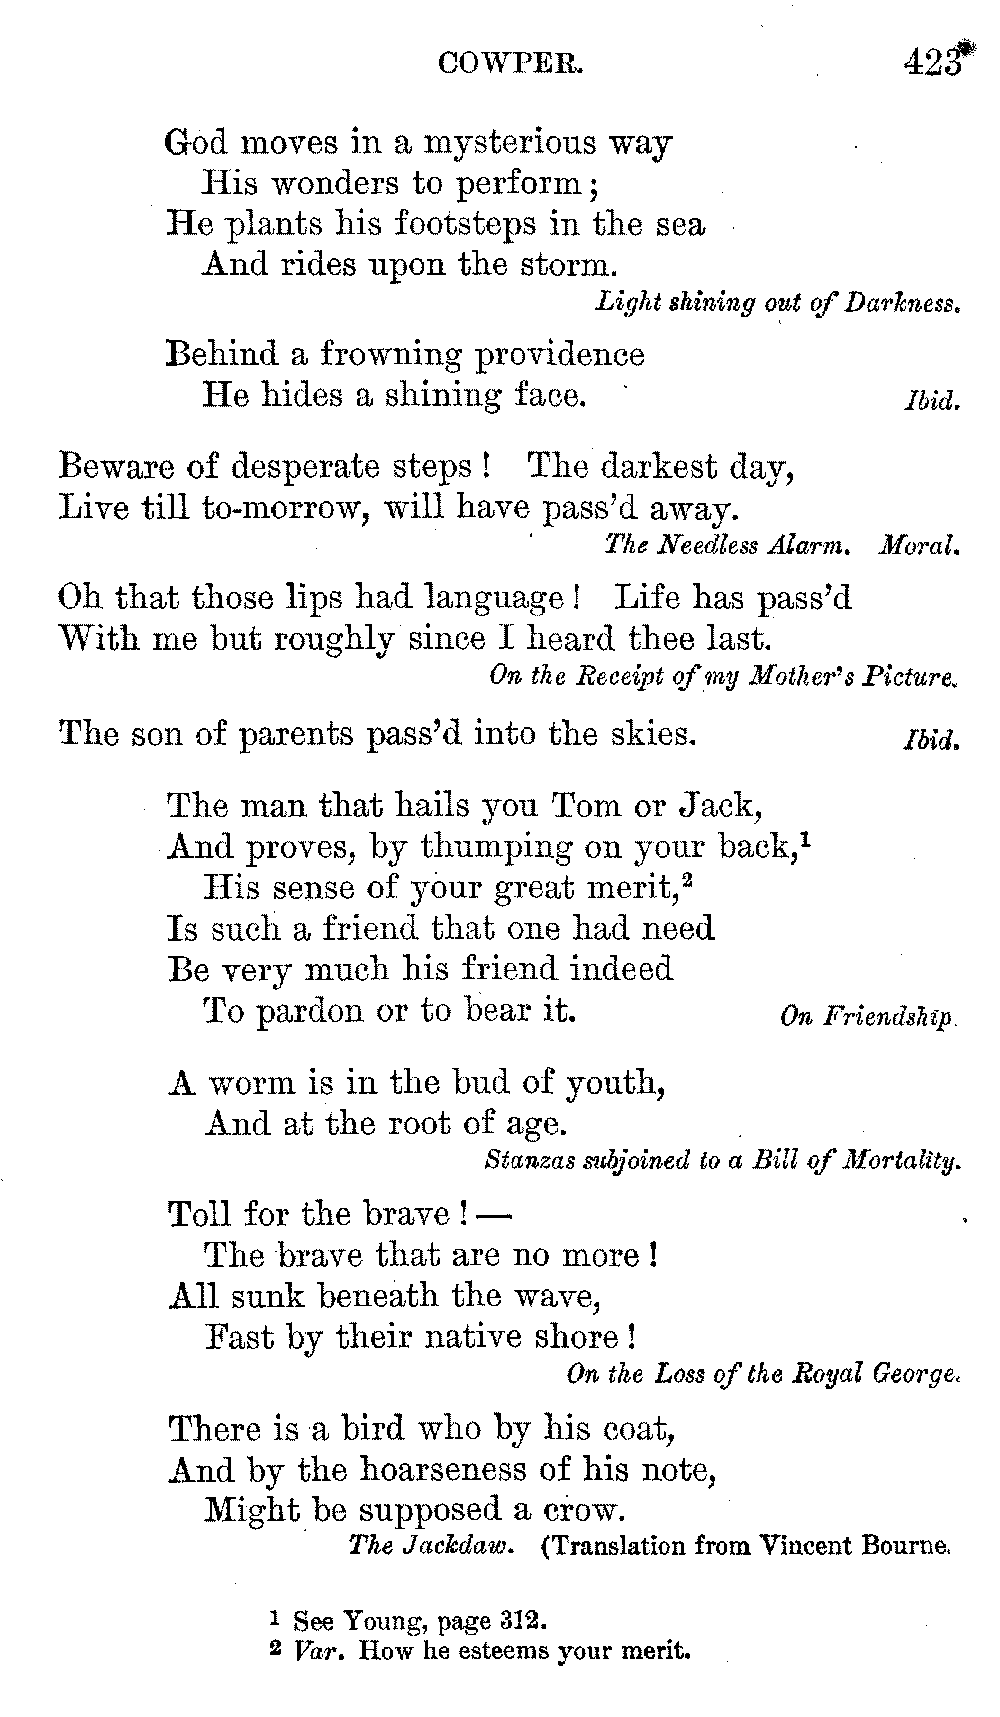 COWPER. 423
God moves in a mysterious way
His wonders to perform;
He plants his footsteps in the sea
And rides upon the storm.
Light shining out of Darkness.
Behind a frowning providence
He hides a shining face. Ibid.
Beware of desperate steps! The darkest day,
Live till to-morrow, will have pass'd away.
The Needless Alarm. Moral.
Oh that those lips had language! Life has pass'd
With me but roughly since I heard thee last.
On the Receipt of my Mother's Picture.
The son of parents pass'd into the skies. Ibid.
The man that hails you Tom or Jack,
And proves, by thumping on your back,¹
His sense of your great merit,²
Is such a friend that one had need
Be very much his friend indeed
To pardon or to bear it. On Friendship.
A worm is in the bud of youth,
And at the root of age.
Stanzas subjoined to a Bill of Mortality.
Toll for the brave! —
The brave that are no more!
All sunk beneath the wave,
Fast by their native shore!
On the Loss of the Royal George.
There is a bird who by his coat,
And by the hoarseness of his note,
Might be supposed a crow.
The Jackdaw. (Translation from Vincent Bourne.
¹ See Young, page 312.
² Var. How he esteems your merit.